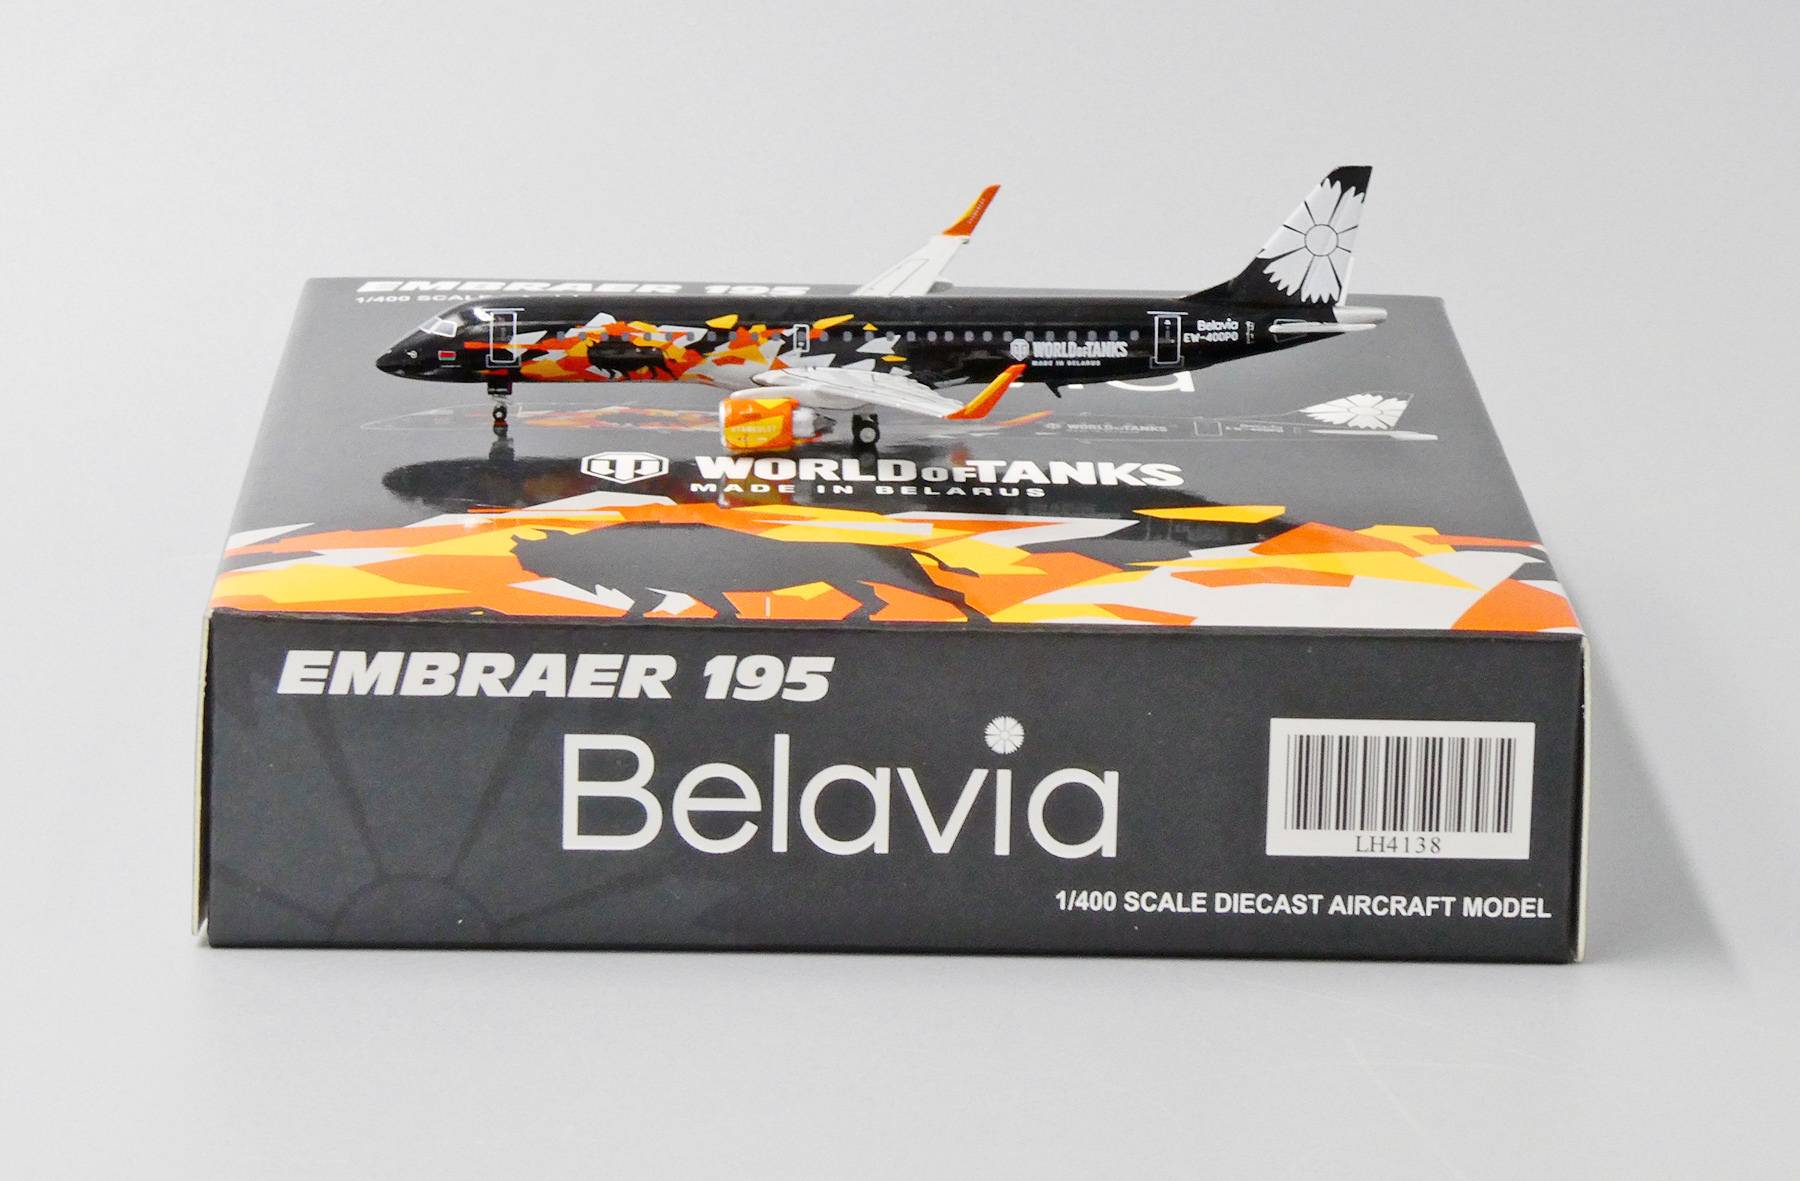 EMBRAER 195
1/400 SCALE
Belavia
EW-400PO
WORLD OF TANKS
MADE IN BELARUS
WORLD OF TANKS
MADE IN BELARUS
EMBRAER 195
Belavia
LH4138
1/400 SCALE DIECAST AIRCRAFT MODEL